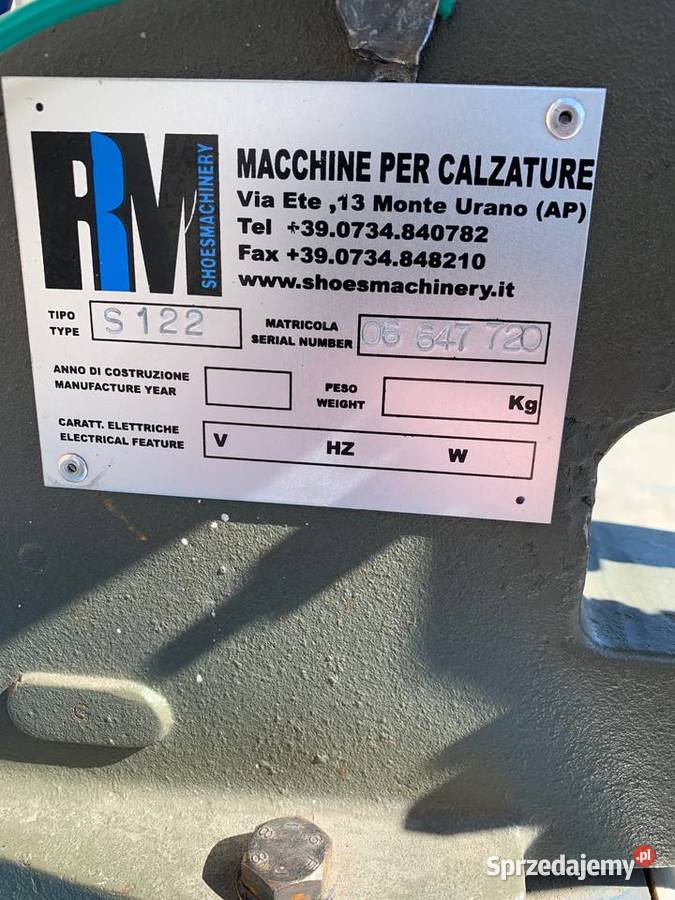 RM
SHOESMACHINERY
MACCHINE PER CALZATURE
Via Ete ,13 Monte Urano (AP)
Tel +39.0734.840782
Fax +39.0734.848210
www.shoesmachinery.it
TIPO
TYPE
S 122
MATRICOLA
SERIAL NUMBER
06 647 720
ANNO DI COSTRUZIONE
MANUFACTURE YEAR
PESO
WEIGHT
Kg
CARATT. ELETTRICHE
ELECTRICAL FEATURE
V HZ W
G
Sprzedajemy.pl